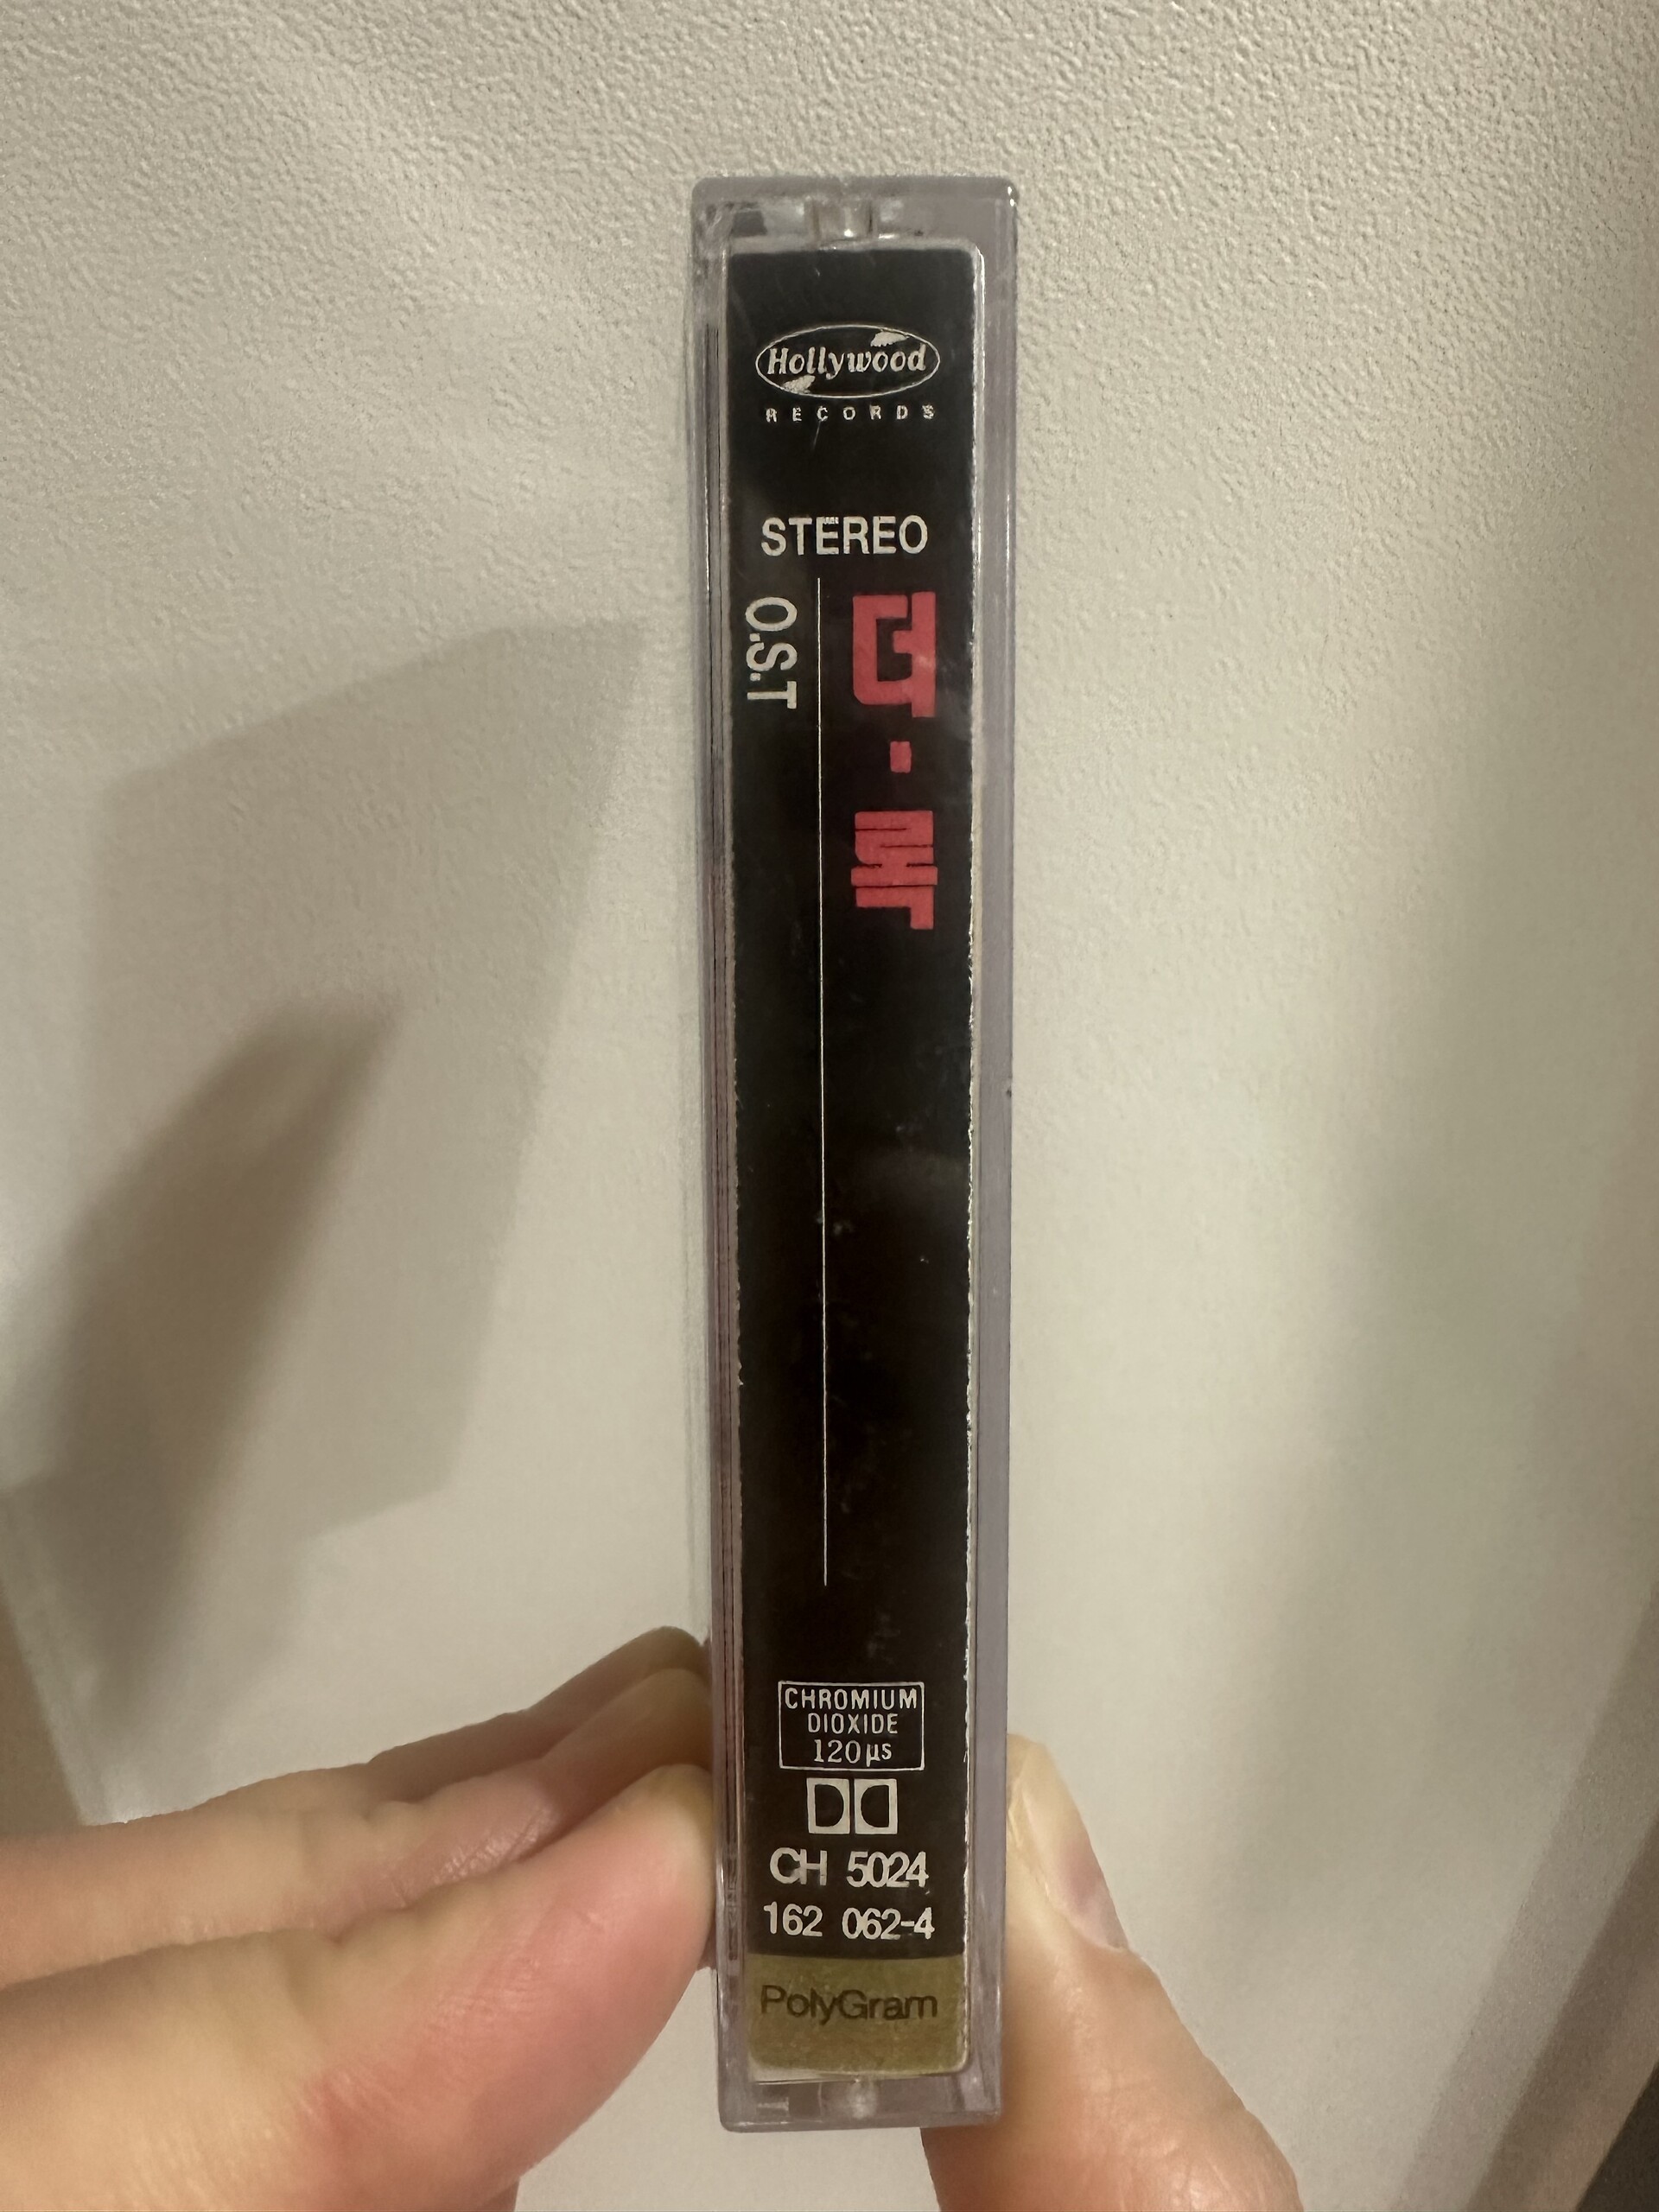 Hollywood
RECORDS
STEREO
더·록
O.S.T
CHROMIUM
DIOXIDE
120µs
CH 5024
162 062-4
PolyGram